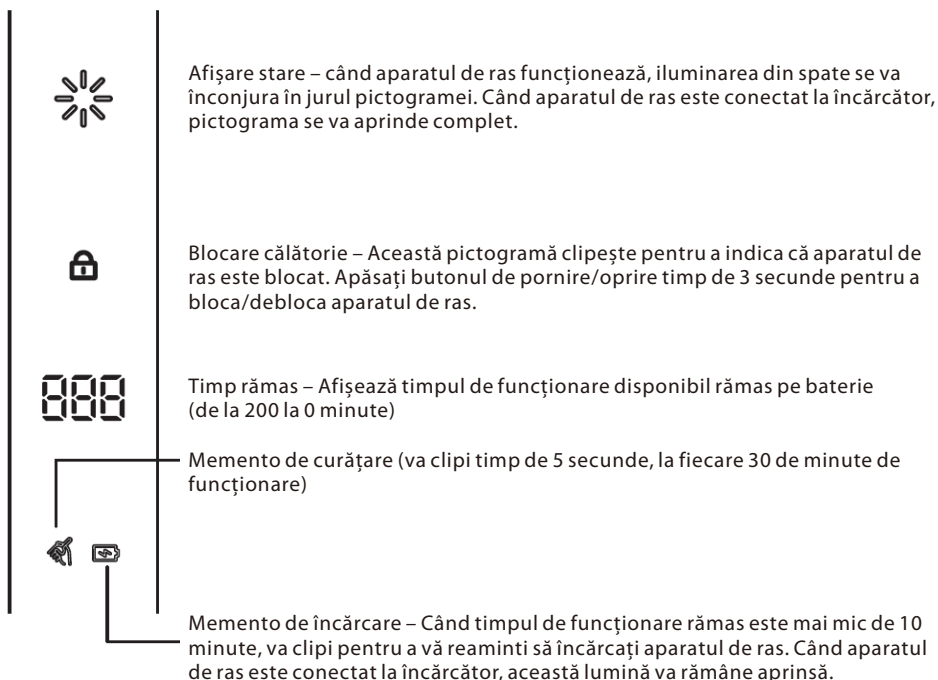 Afișare stare – când aparatul de ras funcționează, iluminarea din spate se va
înconjura în jurul pictogramei. Când aparatul de ras este conectat la încărcător,
pictograma se va aprinde complet.
Blocare călătorie – Această pictogramă clipește pentru a indica că aparatul de
ras este blocat. Apăsați butonul de pornire/oprire timp de 3 secunde pentru a
bloca/debloca aparatul de ras.
888
Timp rămas – Afișează timpul de funcționare disponibil rămas pe baterie
(de la 200 la 0 minute)
Memento de curățare (va clipi timp de 5 secunde, la fiecare 30 de minute de
funcționare)
Memento de încărcare – Când timpul de funcționare rămas este mai mic de 10
minute, va clipi pentru a vă reaminti să încărcați aparatul de ras. Când aparatul
de ras este conectat la încărcător, această lumină va rămâne aprinsă.